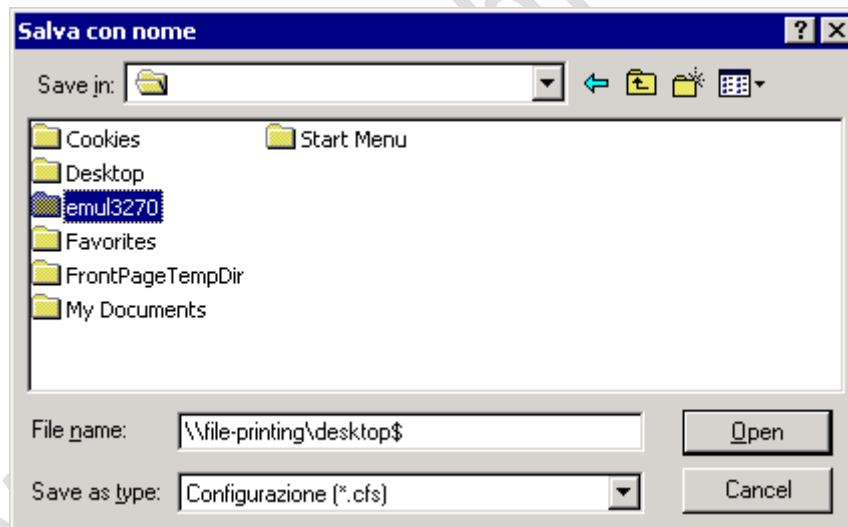 Salva con nome
Save in:
Cookies
Start Menu
Desktop
emul3270
Favorites
FrontPageTempDir
My Documents
File name: \\file-printing\desktop$
Open
Save as type: Configurazione (*.cfs)
Cancel